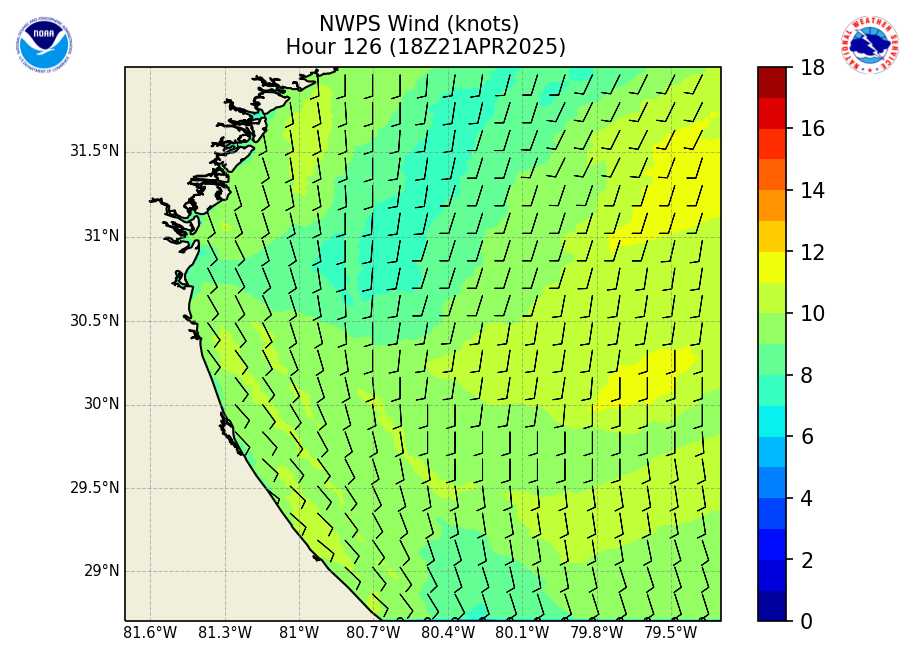 NWPS Wind (knots)
Hour 126 (18Z21APR2025)
NOAA
NATIONAL WEATHER SERVICE
31.5°N
31°N
30.5°N
30°N
29.5°N
29°N
81.6°W 81.3°W 81°W 80.7°W 80.4°W 80.1°W 79.8°W 79.5°W
18
16
14
12
10
8
6
4
2
0